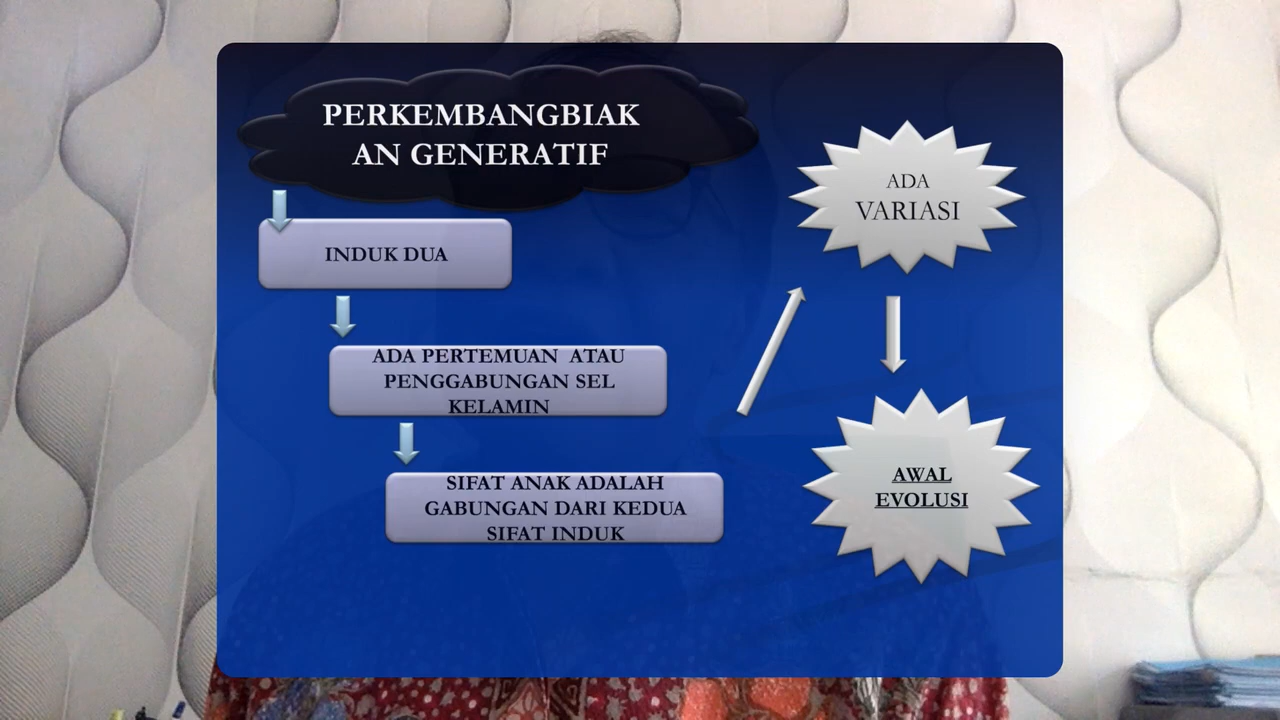 PERKEMBANGBIAK
AN GENERATIF
INDUK DUA
ADA PERTEMUAN  ATAU
PENGGABUNGAN SEL
KELAMIN
SIFAT ANAK ADALAH
GABUNGAN DARI KEDUA
SIFAT INDUK
ADA
VARIASI
AWAL
EVOLUSI